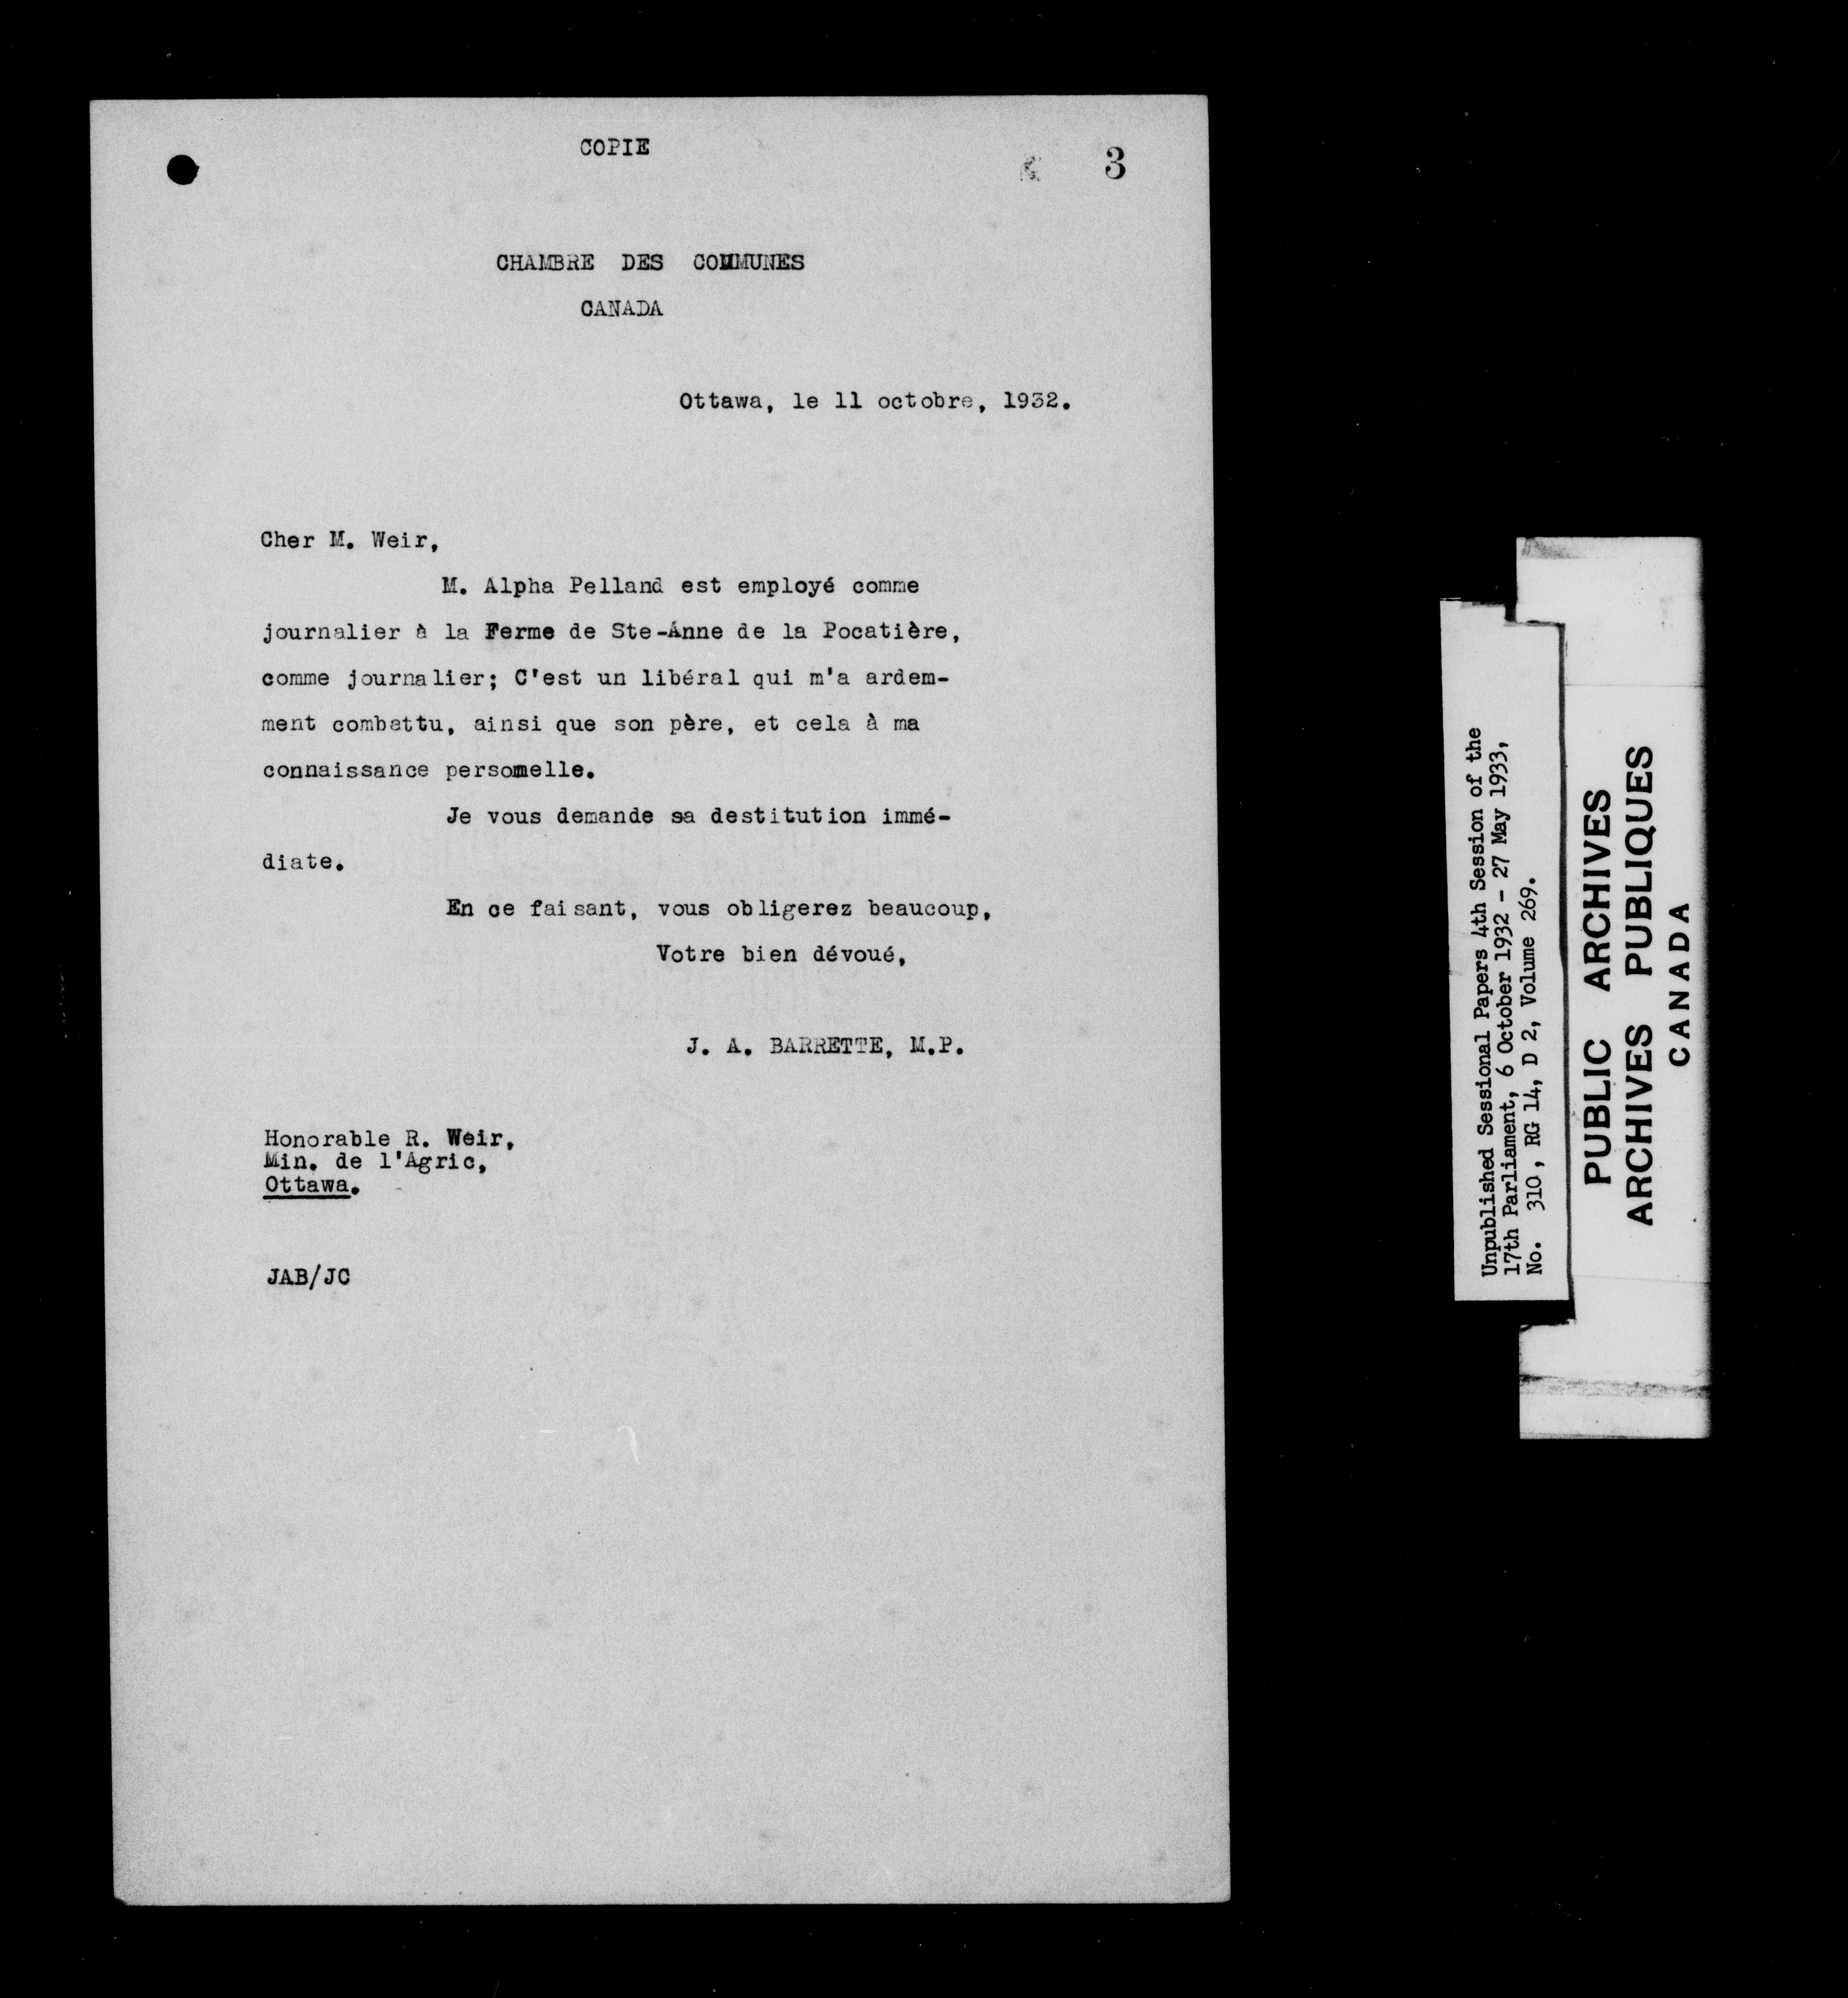 COPIE
3
CHAMBRE DES COMMUNES
CANADA
Ottawa, le 11 octobre, 1932.
Cher M. Weir,
M. Alpha Pelland est employé comme
journalier à la Ferme de Ste-Anne de la Pocatière,
comme journalier; C'est un libéral qui m'a ardem-
ment combattu, ainsi que son père, et cela à ma
connaissance personelle.
Je vous demande sa destitution immé-
diate.
En ce faisant, vous obligerez beaucoup,
Votre bien dévoué,
J. A. BARRETTE, M.P.
Honorable R. Weir,
Min. de l'Agric,
Ottawa.
JAB/JC
Unpublished Sessional Papers 4th Session of the
17th Parliament, 6 October 1932 - 27 May 1933,
No. 310, RG 14, D 2, Volume 269.
PUBLIC ARCHIVES
ARCHIVES PUBLIQUES
CANADA